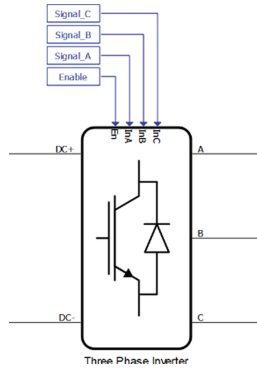 Signal_C
Signal_B
Signal_A
Enable
En
InA
InB
InC
DC+
A
B
DC-
C
Three Phase Inverter